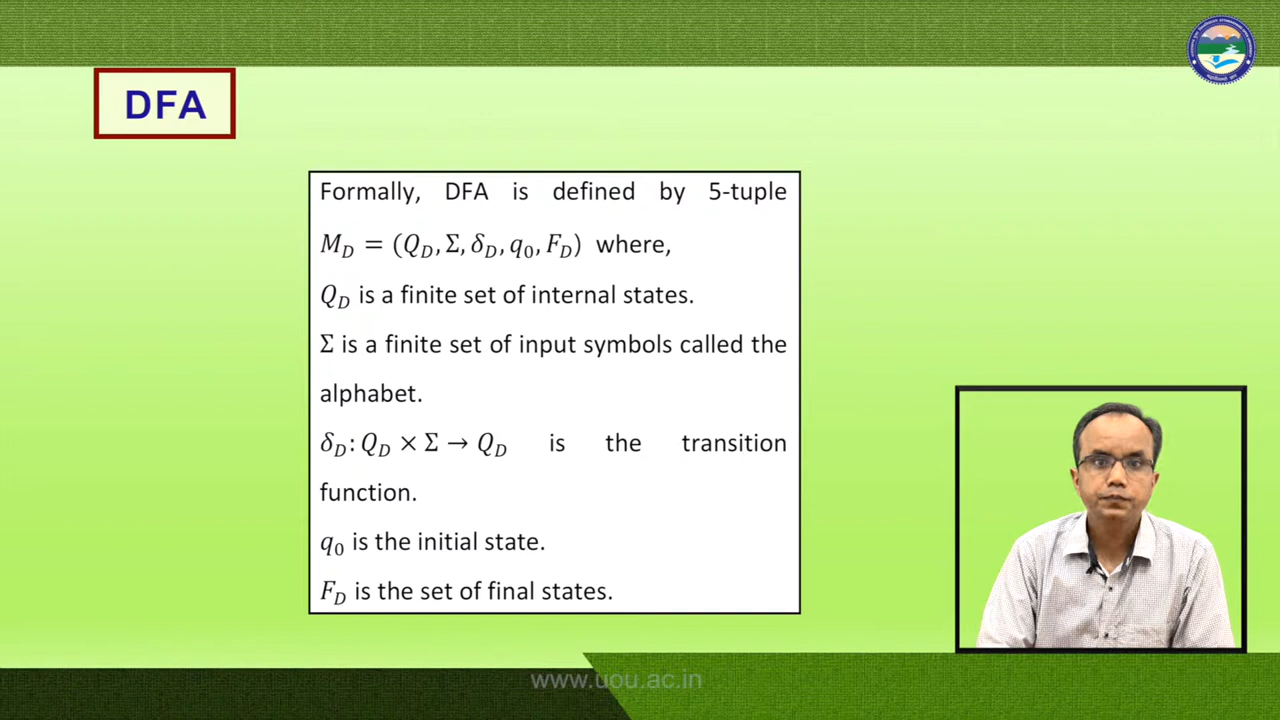 DFA
Formally, DFA is defined by 5-tuple
M_D = (Q_D, Σ, δ_D, q_0, F_D) where,
Q_D is a finite set of internal states.
Σ is a finite set of input symbols called the
alphabet.
δ_D: Q_D × Σ → Q_D is the transition
function.
q_0 is the initial state.
F_D is the set of final states.
www.uou.ac.in